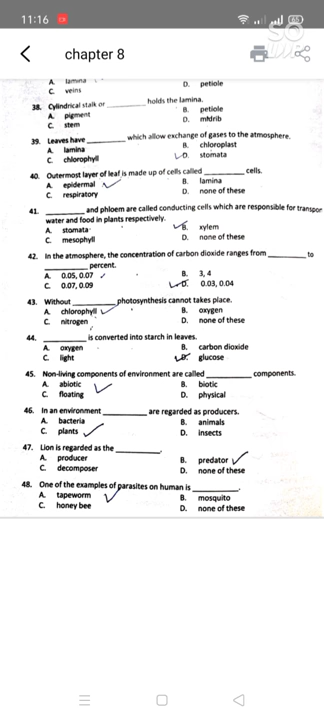 11:16
65
chapter 8
A. lamina
D. petiole
C. veins
38. Cylindrical stalk or ________ holds the lamina.
A. pigment B. petiole
C. stem D. mdrib
39. Leaves have ________ which allow exchange of gases to the atmosphere.
A. lamina B. chloroplast
C. chlorophyll D. stomata
40. Outermost layer of leaf is made up of cells called ________ cells.
A. epidermal B. lamina
C. respiratory D. none of these
41. ________ and phloem are called conducting cells which are responsible for transpor
water and food in plants respectively.
A. stomata B. xylem
C. mesophyll D. none of these
42. In the atmosphere, the concentration of carbon dioxide ranges from ________ to
________ percent.
A. 0.05, 0.07 B. 3, 4
C. 0.07, 0.09 D. 0.03, 0.04
43. Without ________ photosynthesis cannot takes place.
A. chlorophyll B. oxygen
C. nitrogen D. none of these
44. ________ is converted into starch in leaves.
A. oxygen B. carbon dioxide
C. light D. glucose
45. Non-living components of environment are called ________ components.
A. abiotic B. biotic
C. floating D. physical
46. In an environment ________ are regarded as producers.
A. bacteria B. animals
C. plants D. insects
47. Lion is regarded as the ________.
A. producer B. predator
C. decomposer D. none of these
48. One of the examples of parasites on human is ________.
A. tapeworm B. mosquito
C. honey bee D. none of these